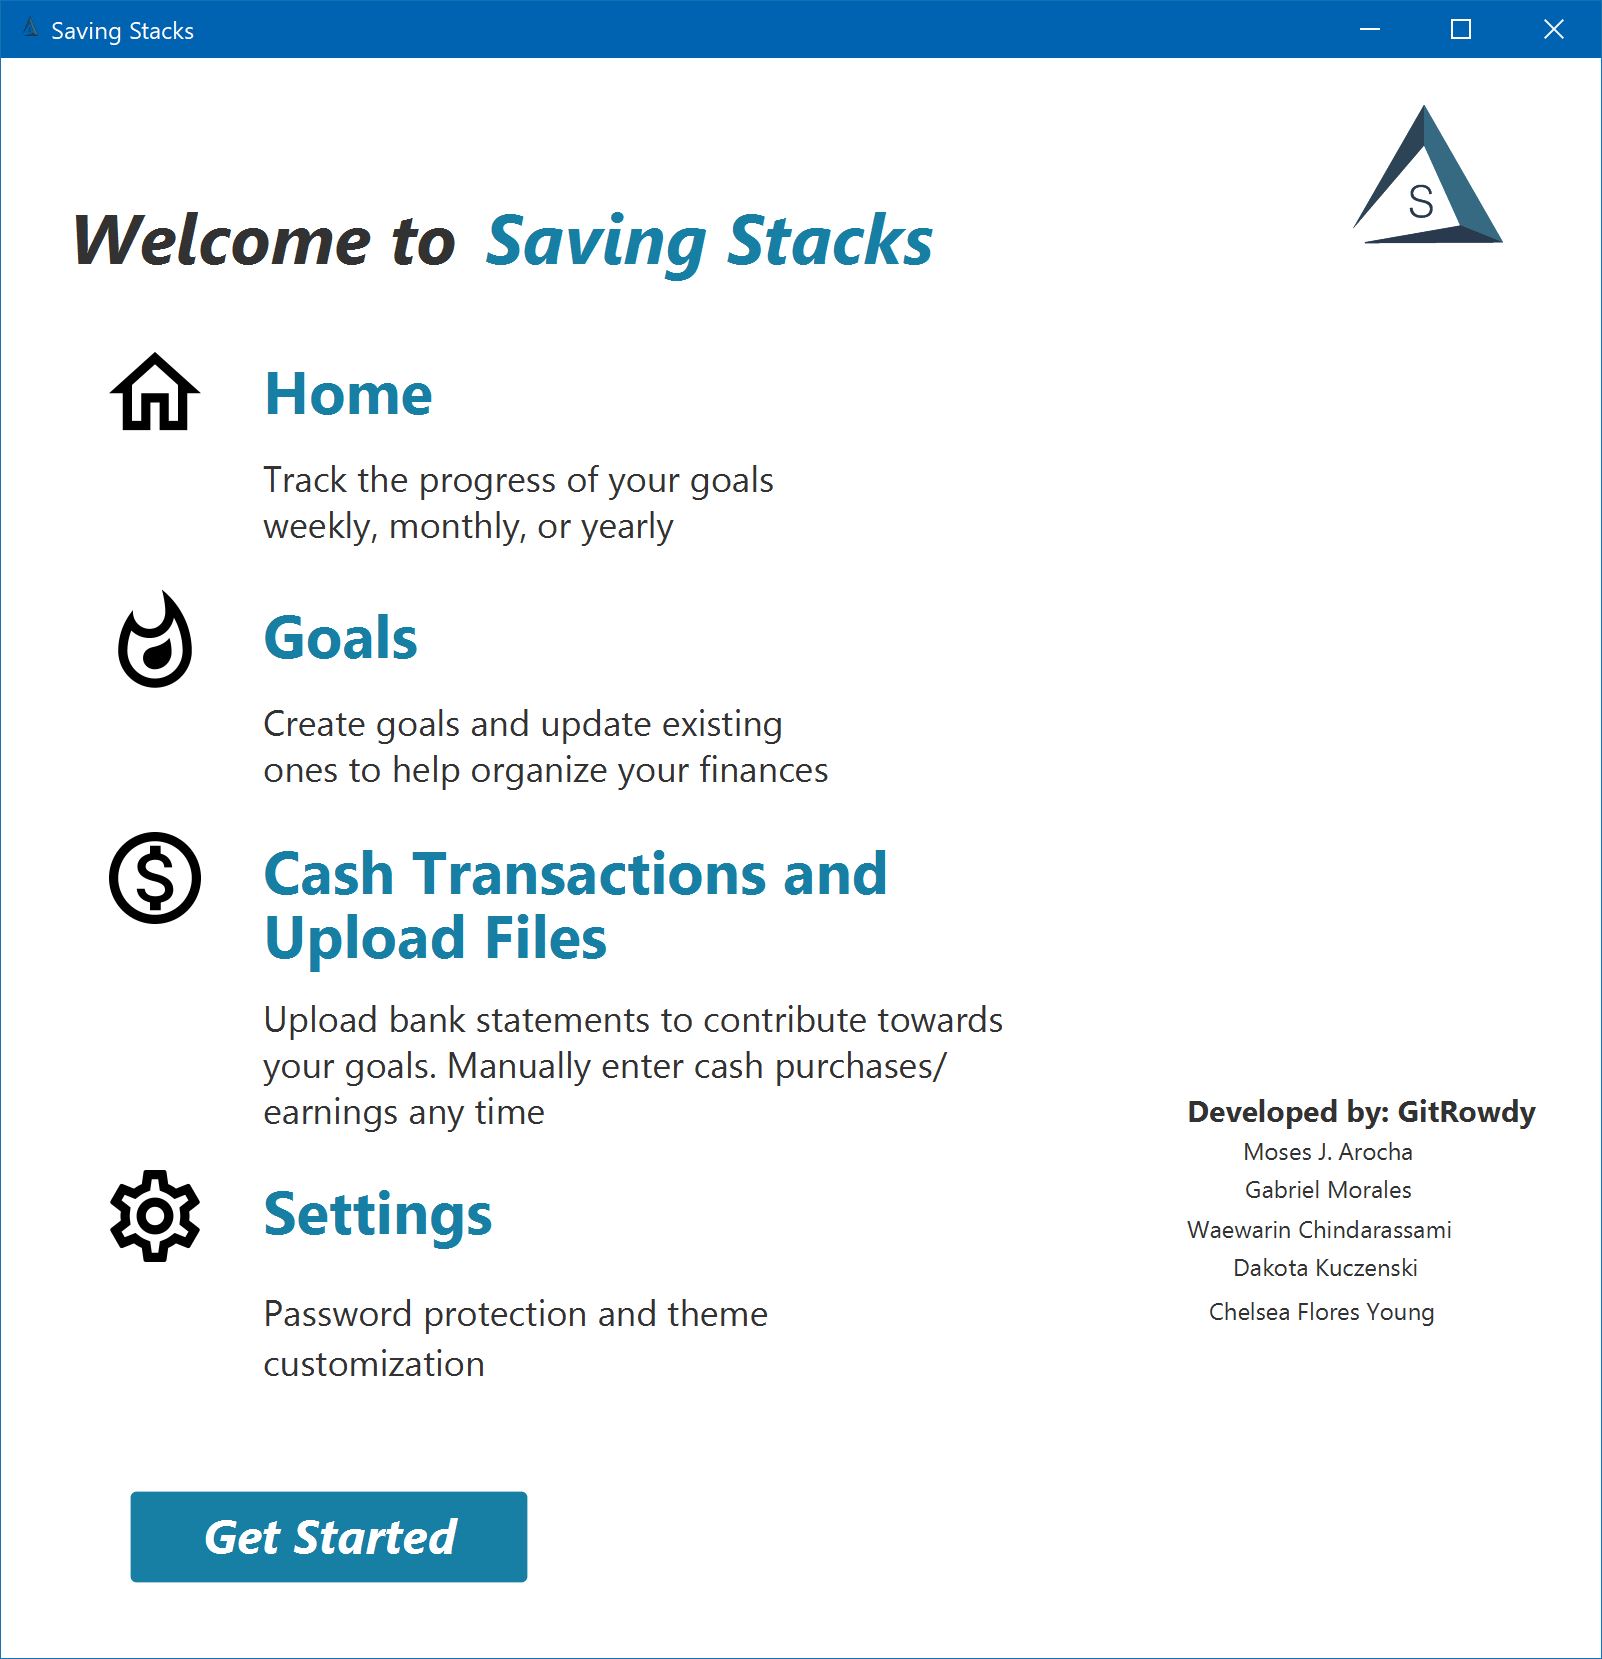 Saving Stacks
S
Welcome to Saving Stacks
Home
Track the progress of your goals
weekly, monthly, or yearly
Goals
Create goals and update existing
ones to help organize your finances
Cash Transactions and
Upload Files
Upload bank statements to contribute towards
your goals. Manually enter cash purchases/
earnings any time
Settings
Password protection and theme
customization
Developed by: GitRowdy
Moses J. Arocha
Gabriel Morales
Waewarin Chindarassami
Dakota Kuczenski
Chelsea Flores Young
Get Started